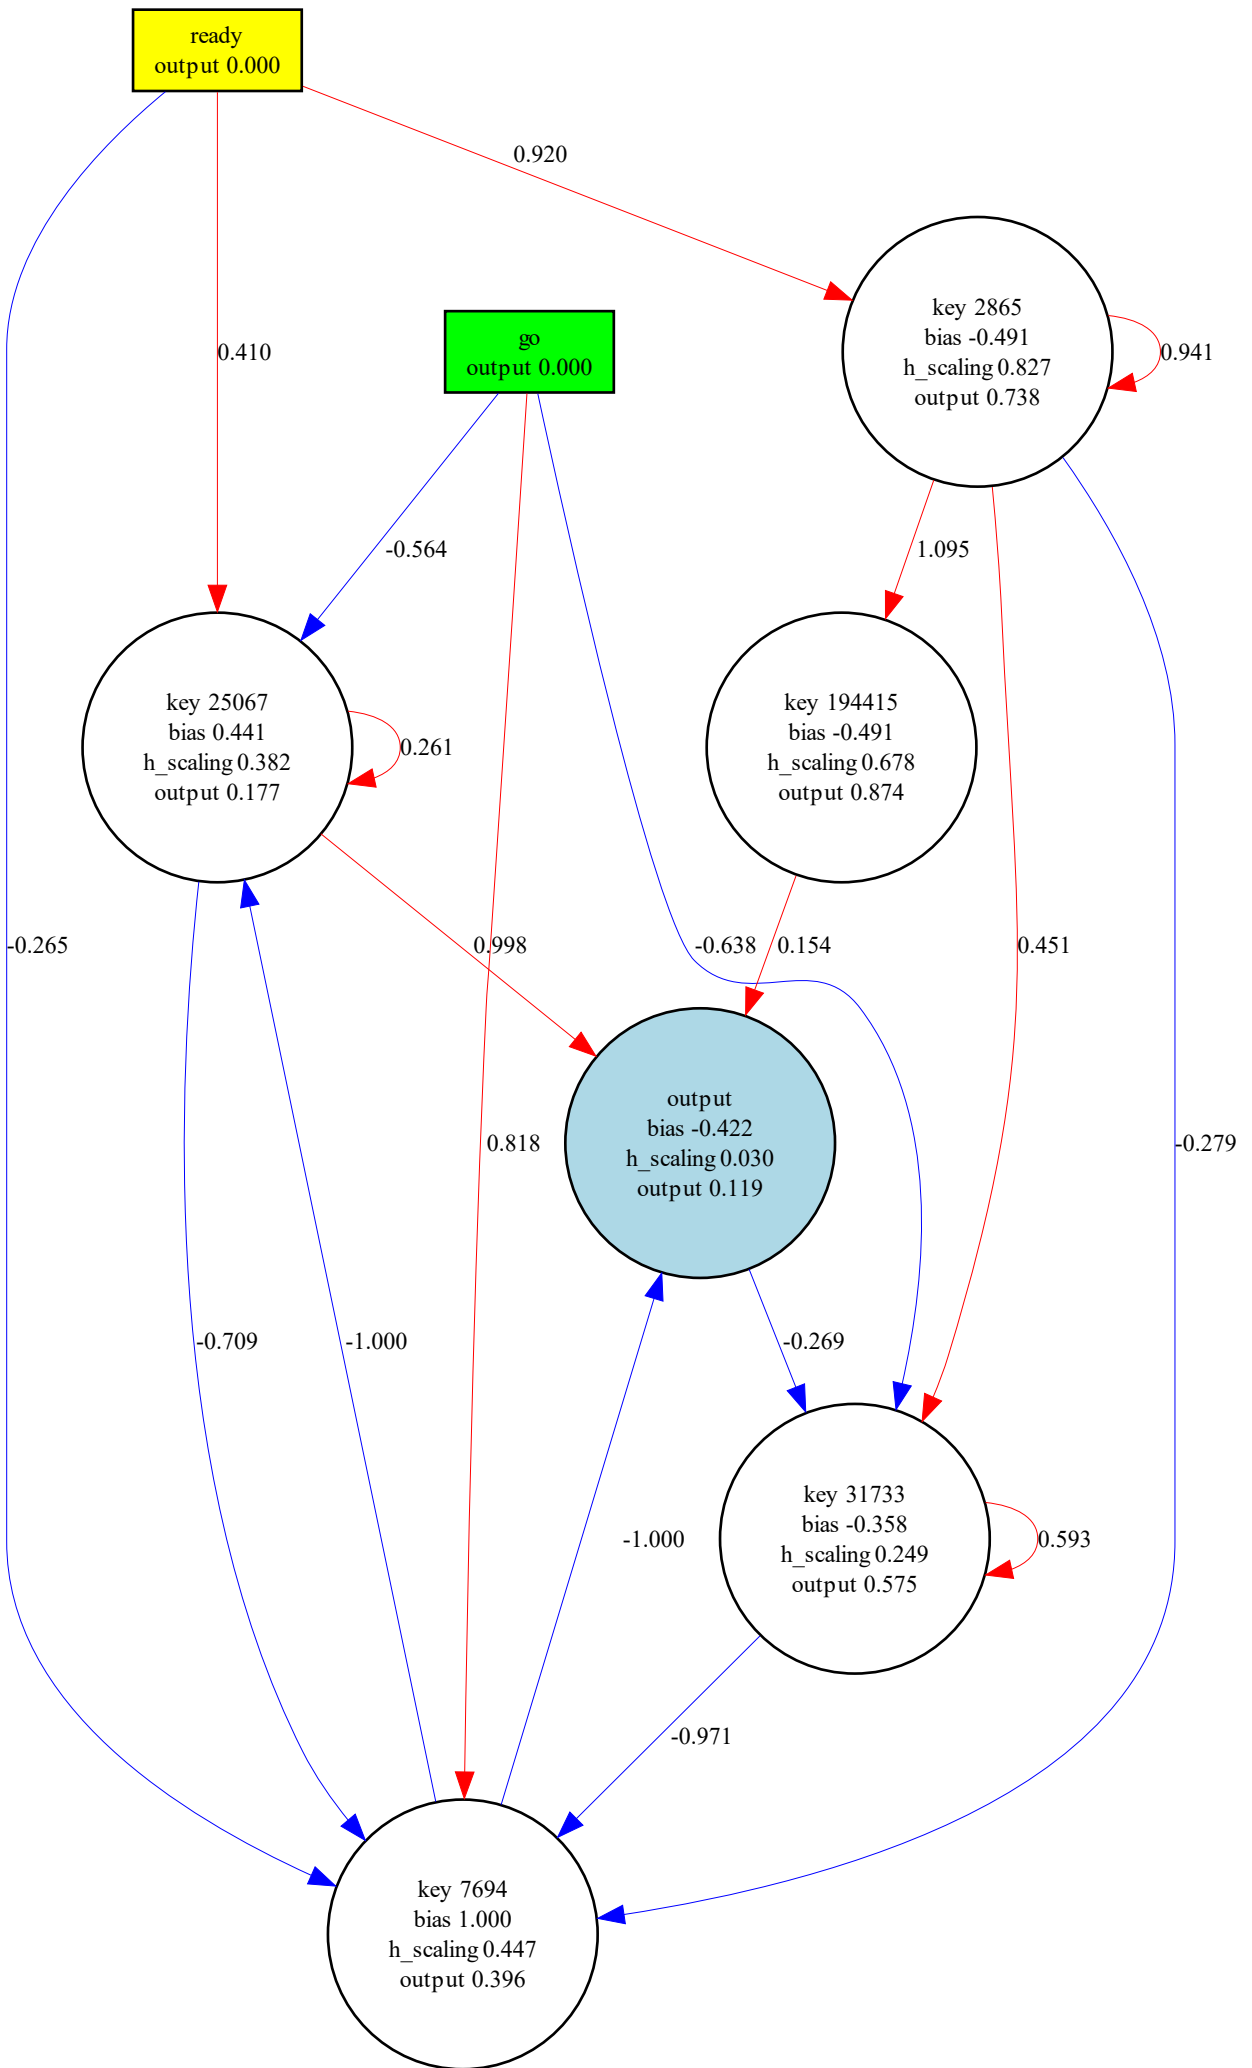 ready
output 0.000
0.920
key 2865
bias -0.491
h_scaling 0.827
output 0.738
0.941
go
output 0.000
0.410
-0.564
1.095
key 25067
bias 0.441
h_scaling 0.382
output 0.177
0.261
key 194415
bias -0.491
h_scaling 0.678
output 0.874
-0.265
0.998
-0.638
0.154
0.451
output
bias -0.422
h_scaling 0.030
output 0.119
0.818
-0.279
-0.709
-1.000
-0.269
-1.000
key 31733
bias -0.358
h_scaling 0.249
output 0.575
0.593
-0.971
key 7694
bias 1.000
h_scaling 0.447
output 0.396